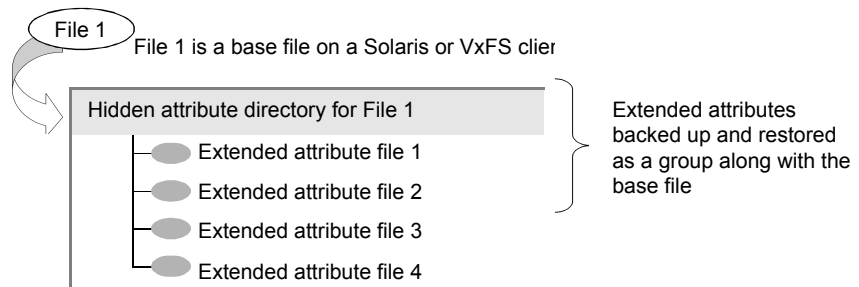 File 1
File 1 is a base file on a Solaris or VxFS clier
Hidden attribute directory for File 1
Extended attribute file 1
Extended attribute file 2
Extended attribute file 3
Extended attribute file 4
Extended attributes
backed up and restored
as a group along with the
base file